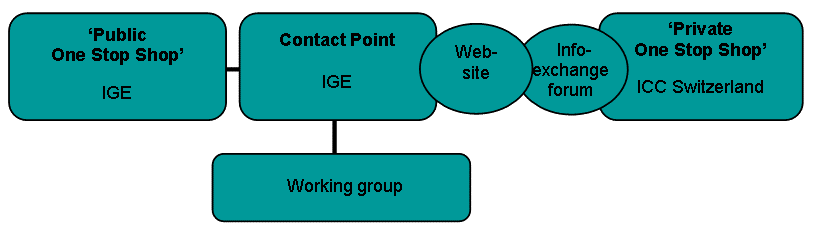 ‘Public
One Stop Shop’
IGE
Contact Point
IGE
Web-
site
Info-
exchange
forum
‘Private
One Stop Shop’
ICC Switzerland
Working group